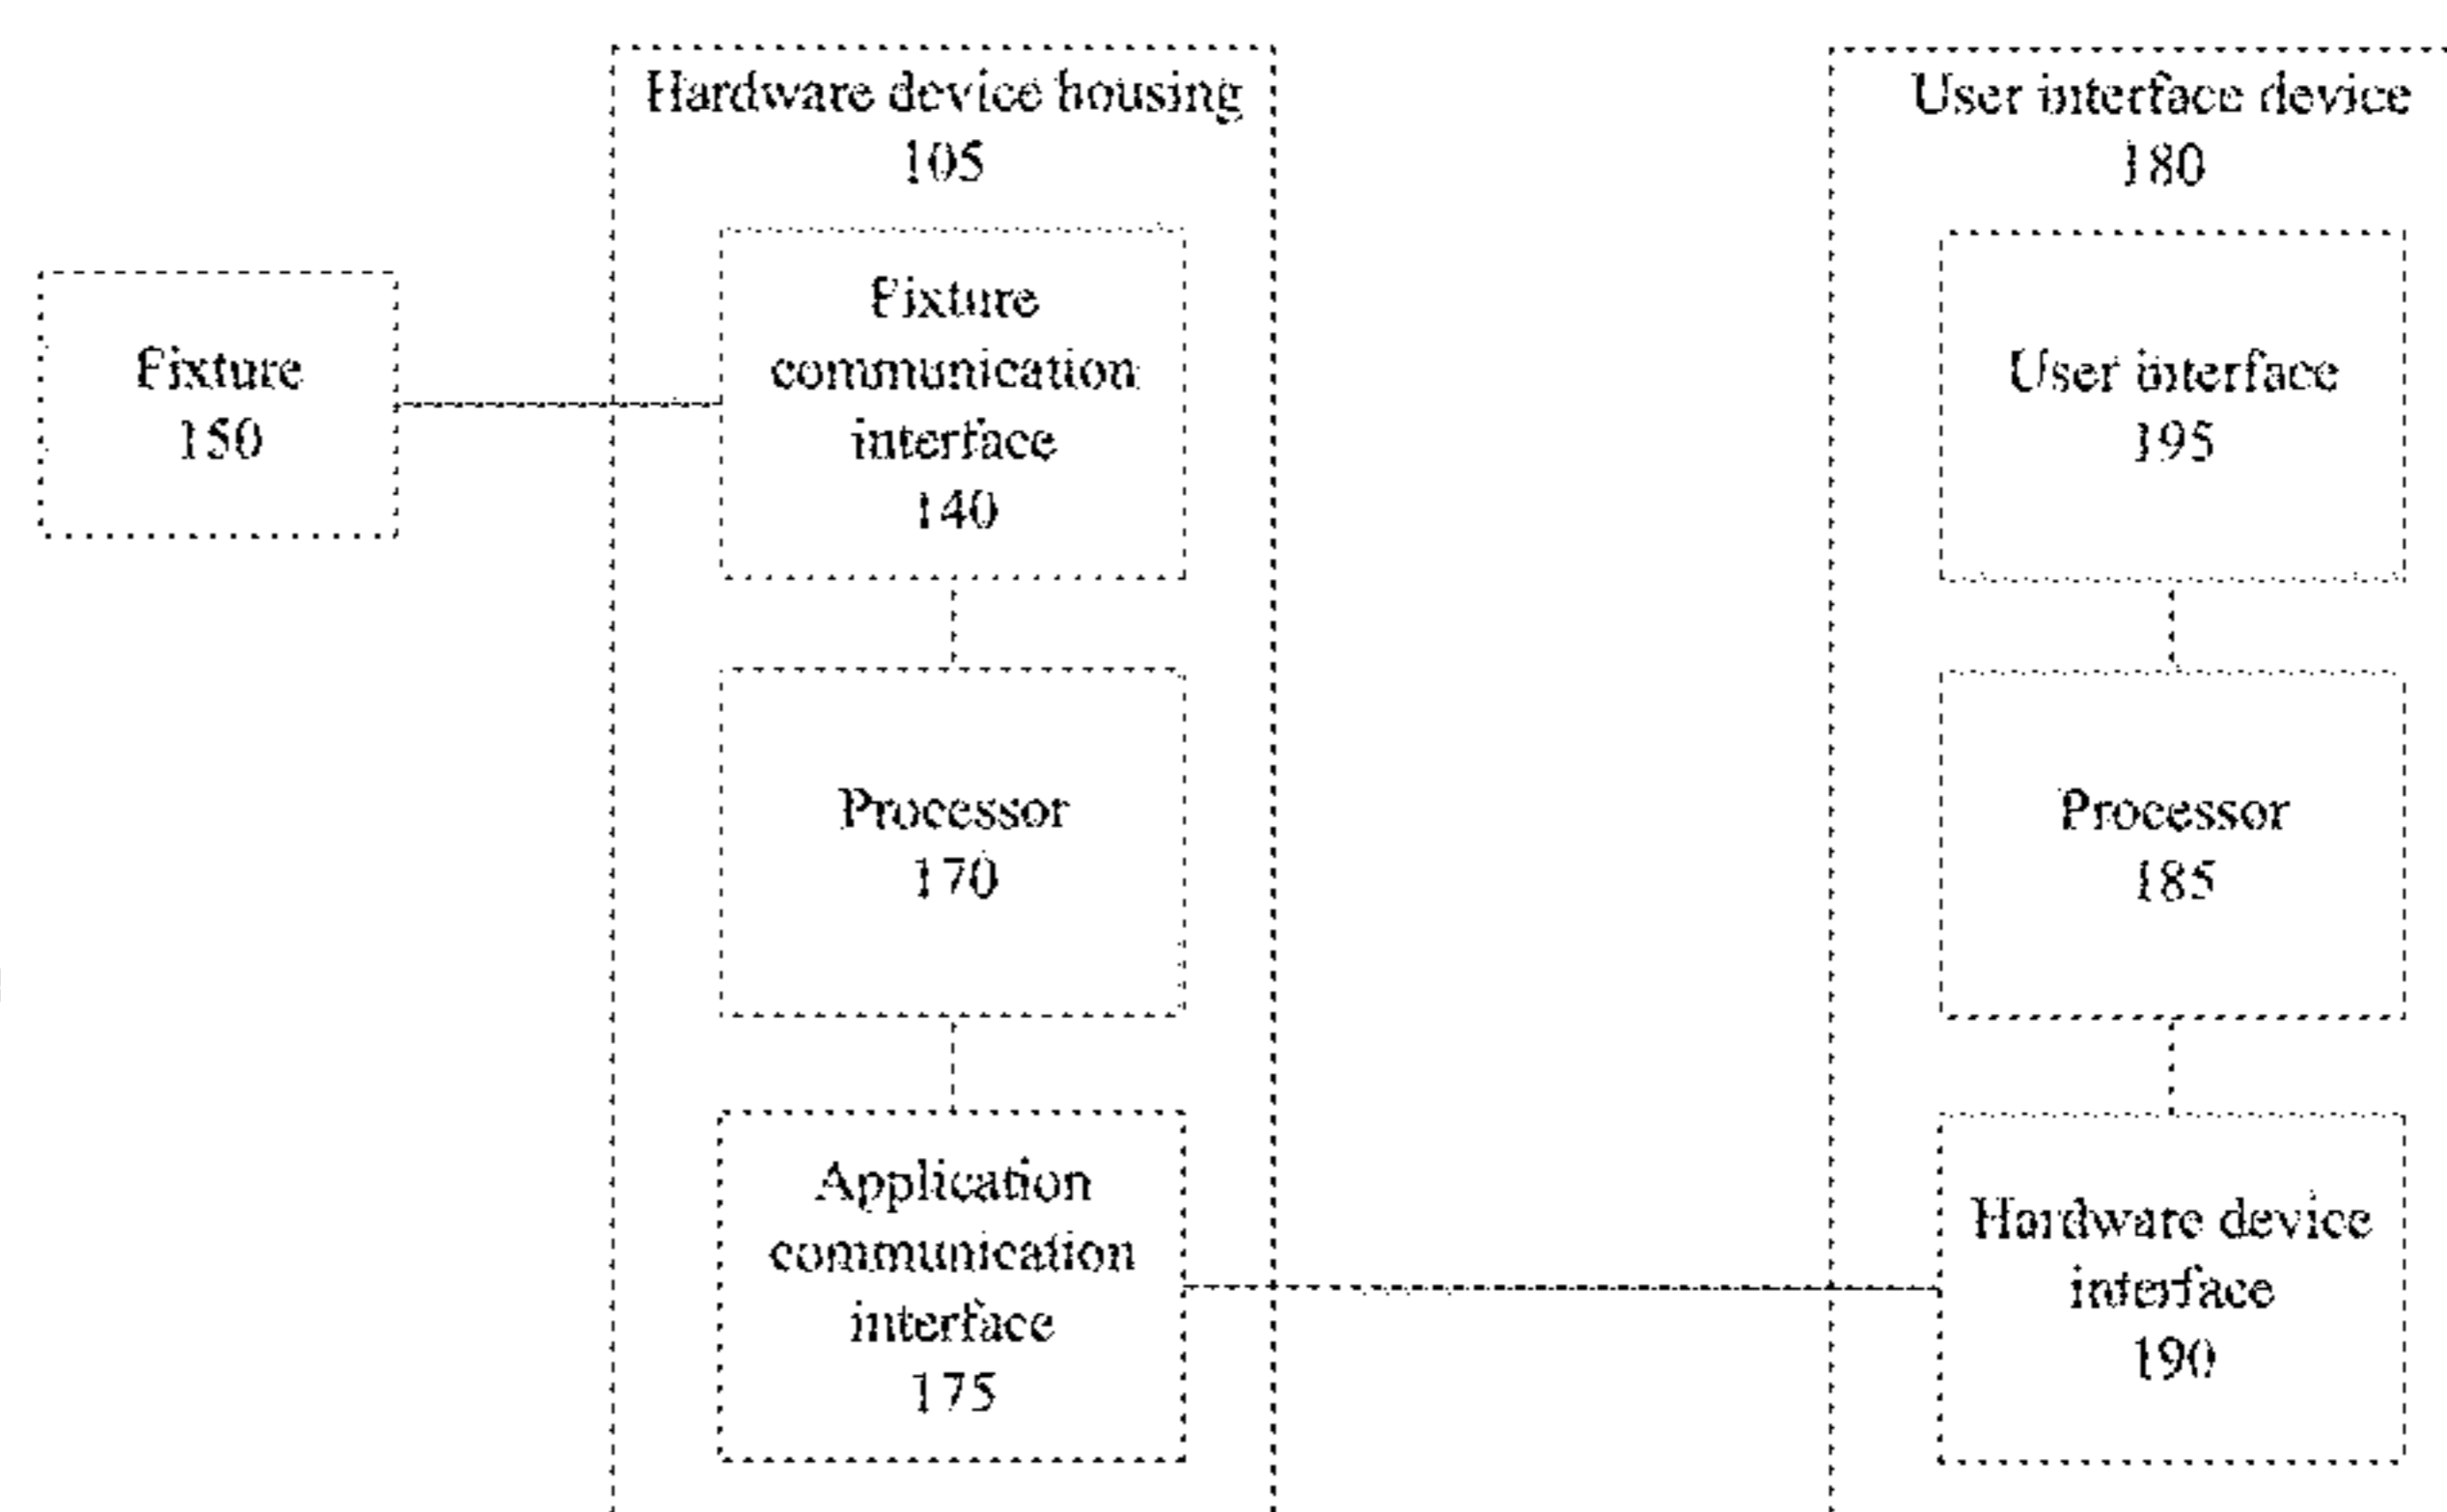 Hardware device housing
105
User interface device
180
Fixture
150
Fixture
communication
interface
140
User interface
195
Processor
170
Processor
185
Application
communication
interface
175
Hardware device
interface
190